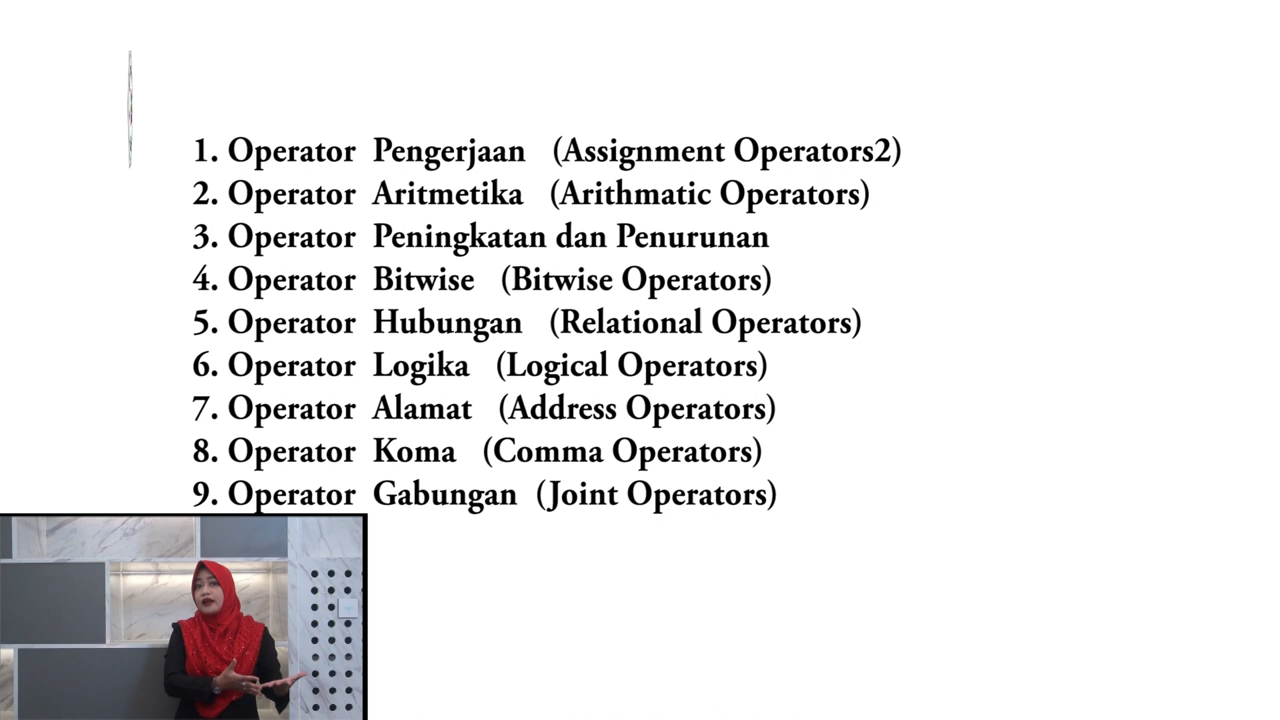 1. Operator Pengerjaan (Assignment Operators2)
2. Operator Aritmetika (Arithmatic Operators)
3. Operator Peningkatan dan Penurunan
4. Operator Bitwise (Bitwise Operators)
5. Operator Hubungan (Relational Operators)
6. Operator Logika (Logical Operators)
7. Operator Alamat (Address Operators)
8. Operator Koma (Comma Operators)
9. Operator Gabungan (Joint Operators)